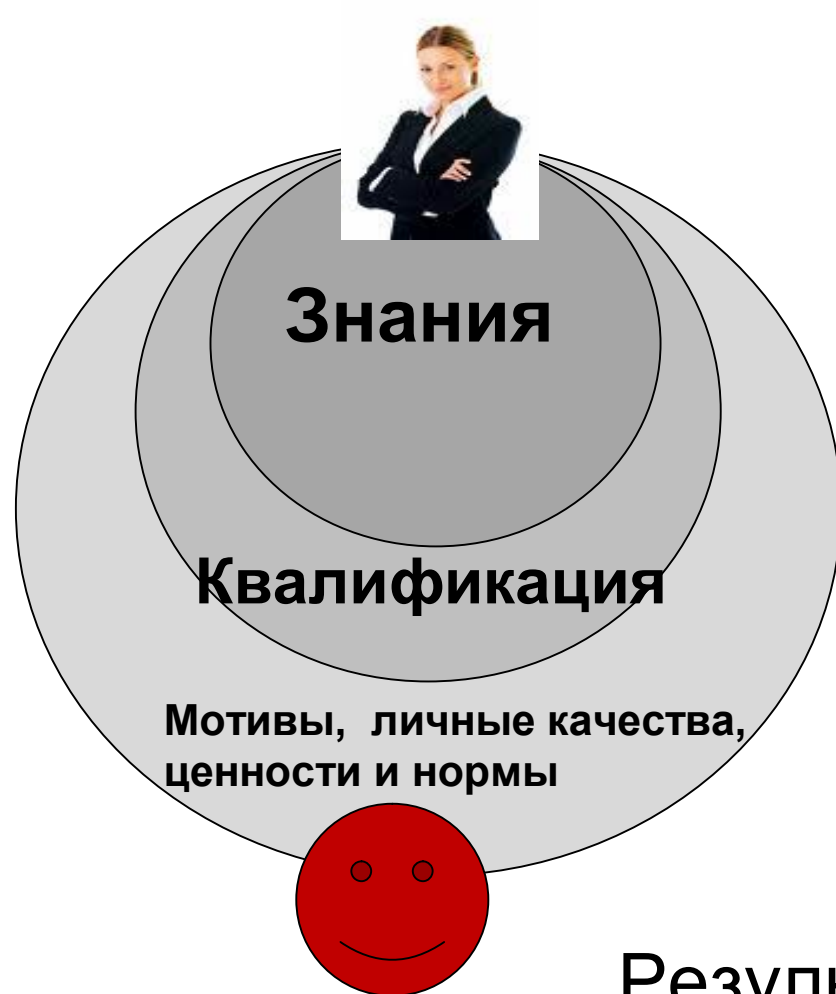 Знания
Квалификация
Мотивы, личные качества,
ценности и нормы